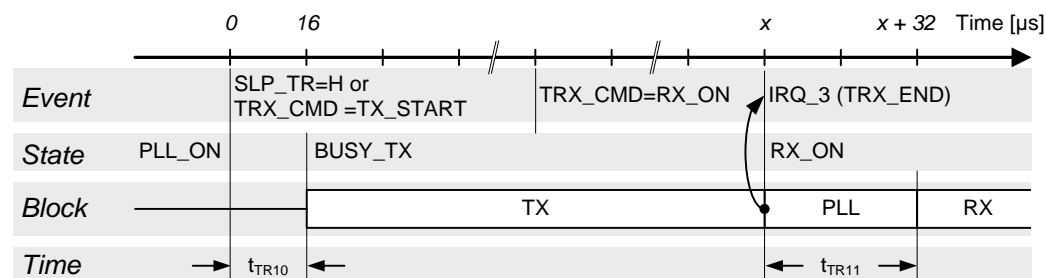 0 16 x x + 32 Time [µs]
Event SLP_TR=H or
TRX_CMD =TX_START TRX_CMD=RX_ON IRQ_3 (TRX_END)
State PLL_ON BUSY_TX RX_ON
Block TX PLL RX
Time tTR10 tTR11